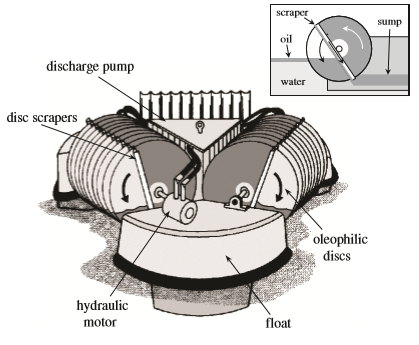 scraper
sump
oil
water
discharge pump
disc scrapers
oleophilic
discs
hydraulic
motor
float